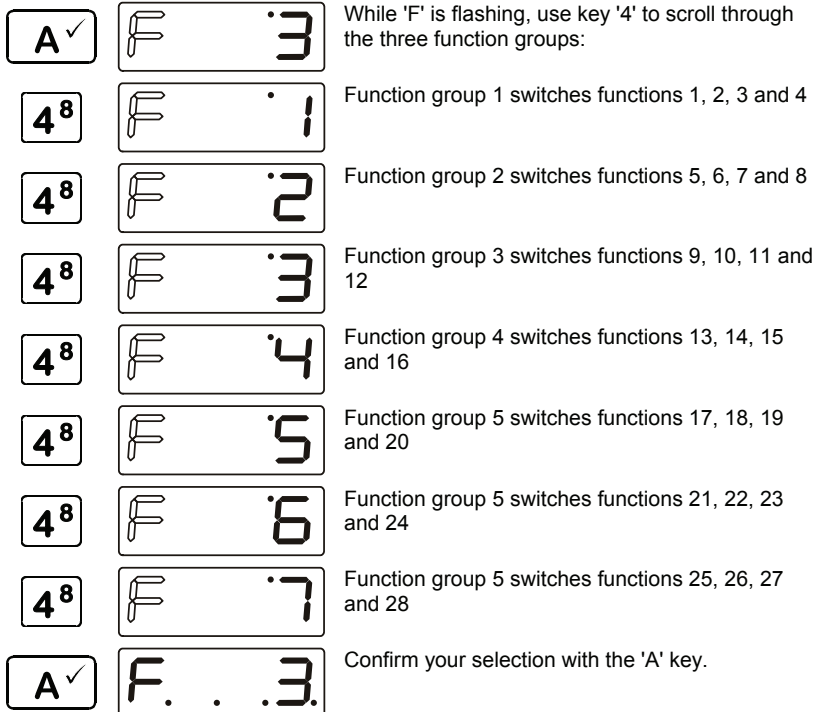 A✓ F 3 While 'F' is flashing, use key '4' to scroll through
the three function groups:
4⁸ F 1 Function group 1 switches functions 1, 2, 3 and 4
4⁸ F 2 Function group 2 switches functions 5, 6, 7 and 8
4⁸ F 3 Function group 3 switches functions 9, 10, 11 and
12
4⁸ F 4 Function group 4 switches functions 13, 14, 15
and 16
4⁸ F 5 Function group 5 switches functions 17, 18, 19
and 20
4⁸ F 6 Function group 5 switches functions 21, 22, 23
and 24
4⁸ F 7 Function group 5 switches functions 25, 26, 27
and 28
A✓ F. . .3. Confirm your selection with the 'A' key.